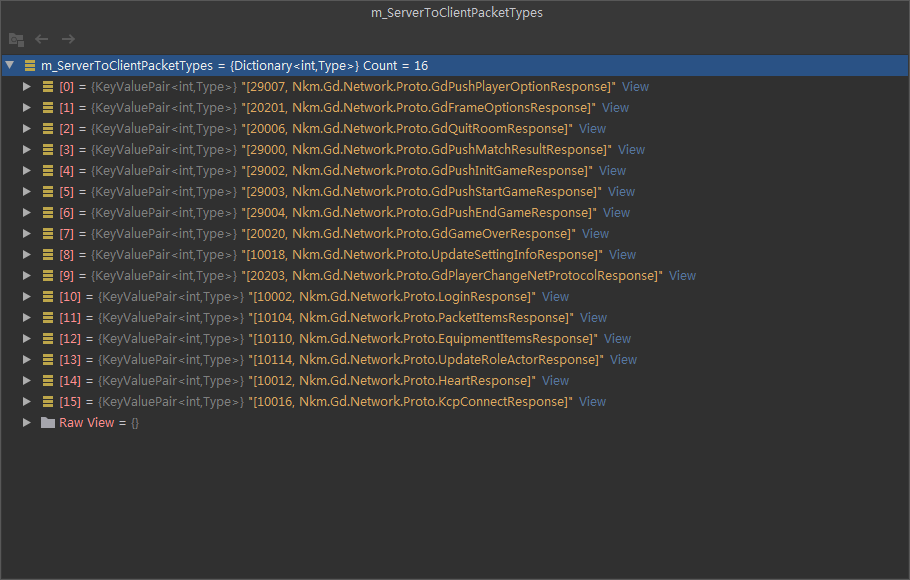 m_ServerToClientPacketTypes
m_ServerToClientPacketTypes = {Dictionary<int,Type>} Count = 16
[0] = {KeyValuePair<int,Type>} "[29007, Nkm.Gd.Network.Proto.GdPushPlayerOptionResponse]" View
[1] = {KeyValuePair<int,Type>} "[20201, Nkm.Gd.Network.Proto.GdFrameOptionsResponse]" View
[2] = {KeyValuePair<int,Type>} "[20006, Nkm.Gd.Network.Proto.GdQuitRoomResponse]" View
[3] = {KeyValuePair<int,Type>} "[29000, Nkm.Gd.Network.Proto.GdPushMatchResultResponse]" View
[4] = {KeyValuePair<int,Type>} "[29002, Nkm.Gd.Network.Proto.GdPushInitGameResponse]" View
[5] = {KeyValuePair<int,Type>} "[29003, Nkm.Gd.Network.Proto.GdPushStartGameResponse]" View
[6] = {KeyValuePair<int,Type>} "[29004, Nkm.Gd.Network.Proto.GdPushEndGameResponse]" View
[7] = {KeyValuePair<int,Type>} "[20020, Nkm.Gd.Network.Proto.GdGameOverResponse]" View
[8] = {KeyValuePair<int,Type>} "[10018, Nkm.Gd.Network.Proto.UpdateSettingInfoResponse]" View
[9] = {KeyValuePair<int,Type>} "[20203, Nkm.Gd.Network.Proto.GdPlayerChangeNetProtocolResponse]" View
[10] = {KeyValuePair<int,Type>} "[10002, Nkm.Gd.Network.Proto.LoginResponse]" View
[11] = {KeyValuePair<int,Type>} "[10104, Nkm.Gd.Network.Proto.PacketItemsResponse]" View
[12] = {KeyValuePair<int,Type>} "[10110, Nkm.Gd.Network.Proto.EquipmentItemsResponse]" View
[13] = {KeyValuePair<int,Type>} "[10114, Nkm.Gd.Network.Proto.UpdateRoleActorResponse]" View
[14] = {KeyValuePair<int,Type>} "[10012, Nkm.Gd.Network.Proto.HeartResponse]" View
[15] = {KeyValuePair<int,Type>} "[10016, Nkm.Gd.Network.Proto.KcpConnectResponse]" View
Raw View = {}